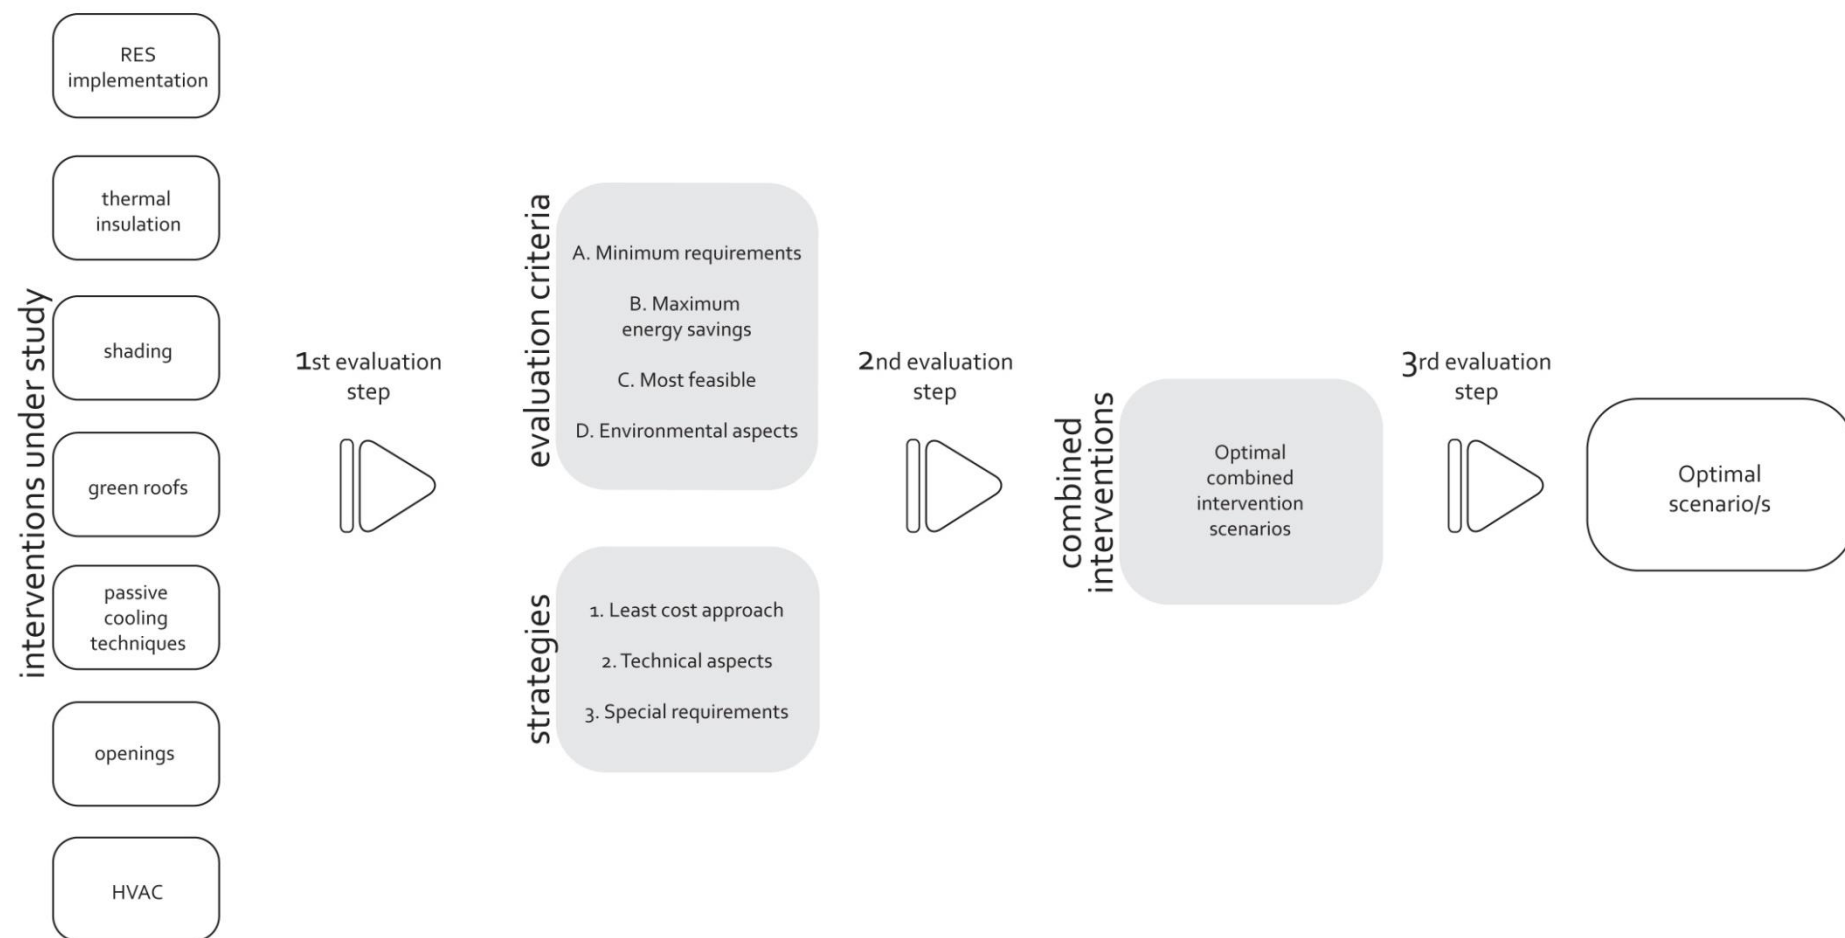 interventions under study
RES
implementation
thermal
insulation
shading
green roofs
passive
cooling
techniques
openings
HVAC
1st evaluation
step
evaluation criteria
A. Minimum requirements
B. Maximum
energy savings
C. Most feasible
D. Environmental aspects
strategies
1. Least cost approach
2. Technical aspects
3. Special requirements
2nd evaluation
step
combined
interventions
Optimal
combined
intervention
scenarios
3rd evaluation
step
Optimal
scenario/s